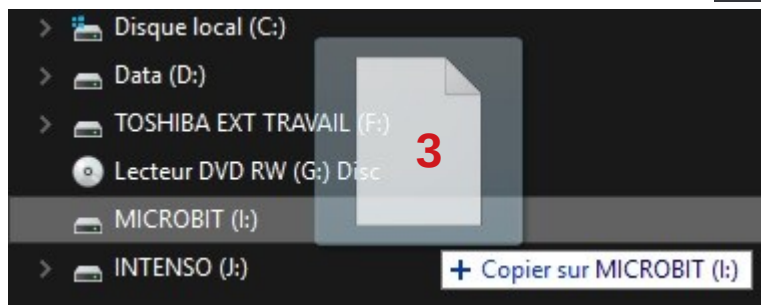 Disque local (C:)
Data (D:)
TOSHIBA EXT TRAVAIL (F:)
3
Lecteur DVD RW (G:) Disc
MICROBIT (I:)
INTENSO (J:)
+ Copier sur MICROBIT (I:)